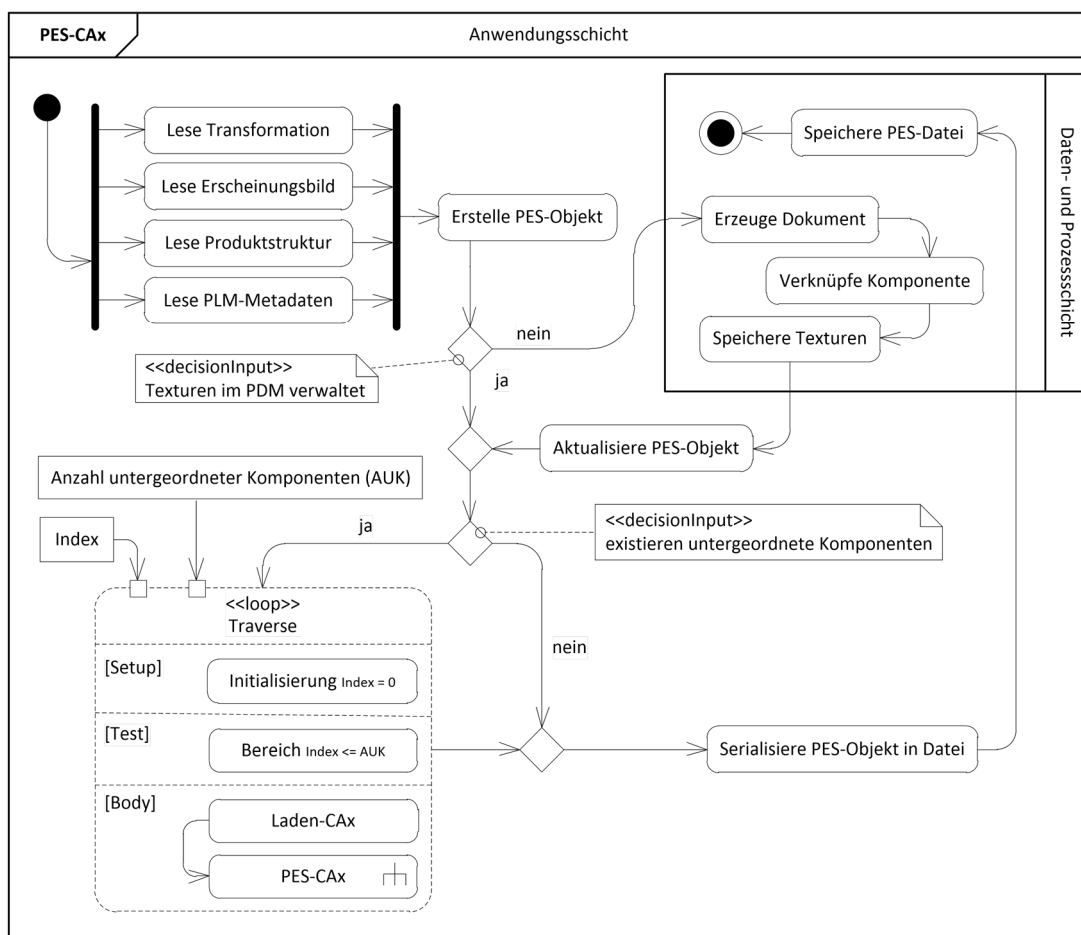 PES-CAx
Anwendungsschicht
Daten- und Prozessschicht
Lese Transformation
Lese Erscheinungsbild
Lese Produktstruktur
Lese PLM-Metadaten
Erstelle PES-Objekt
Speichere PES-Datei
Erzeuge Dokument
Verknüpfe Komponente
Speichere Texturen
nein
<<decisionInput>>
Texturen im PDM verwaltet
ja
Aktualisiere PES-Objekt
Anzahl untergeordneter Komponenten (AUK)
Index
ja
<<decisionInput>>
existieren untergeordnete Komponenten
nein
<<loop>>
Traverse
[Setup]
Initialisierung Index = 0
[Test]
Bereich Index <= AUK
[Body]
Laden-CAx
PES-CAx
Serialisiere PES-Objekt in Datei